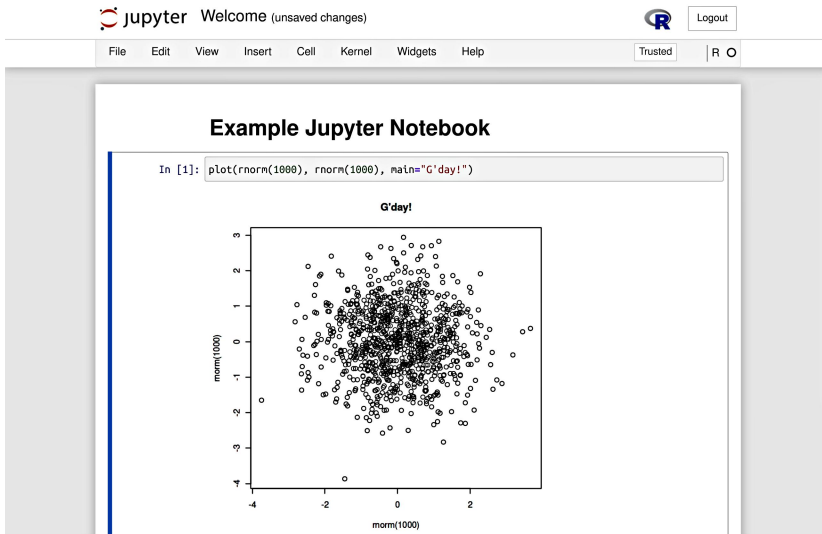 jupyter Welcome (unsaved changes) R Logout
File Edit View Insert Cell Kernel Widgets Help Trusted R
Example Jupyter Notebook
In [1]: plot(rnorm(1000), rnorm(1000), main="G'day!")
G'day!
3
2
1
0
-1
-2
-3
-4
rnorm(1000)
-4 -2 0 2
rnorm(1000)